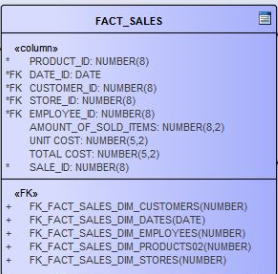 FACT_SALES
«column»
* PRODUCT_ID: NUMBER(8)
*FK DATE_ID: DATE
*FK CUSTOMER_ID: NUMBER(8)
*FK STORE_ID: NUMBER(8)
*FK EMPLOYEE_ID: NUMBER(8)
AMOUNT_OF_SOLD_ITEMS: NUMBER(8,2)
UNIT COST: NUMBER(5,2)
TOTAL COST: NUMBER(5,2)
* SALE_ID: NUMBER(8)
«FK»
+ FK_FACT_SALES_DIM_CUSTOMERS(NUMBER)
+ FK_FACT_SALES_DIM_DATES(DATE)
+ FK_FACT_SALES_DIM_EMPLOYEES(NUMBER)
+ FK_FACT_SALES_DIM_PRODUCTS02(NUMBER)
+ FK_FACT_SALES_DIM_STORES(NUMBER)